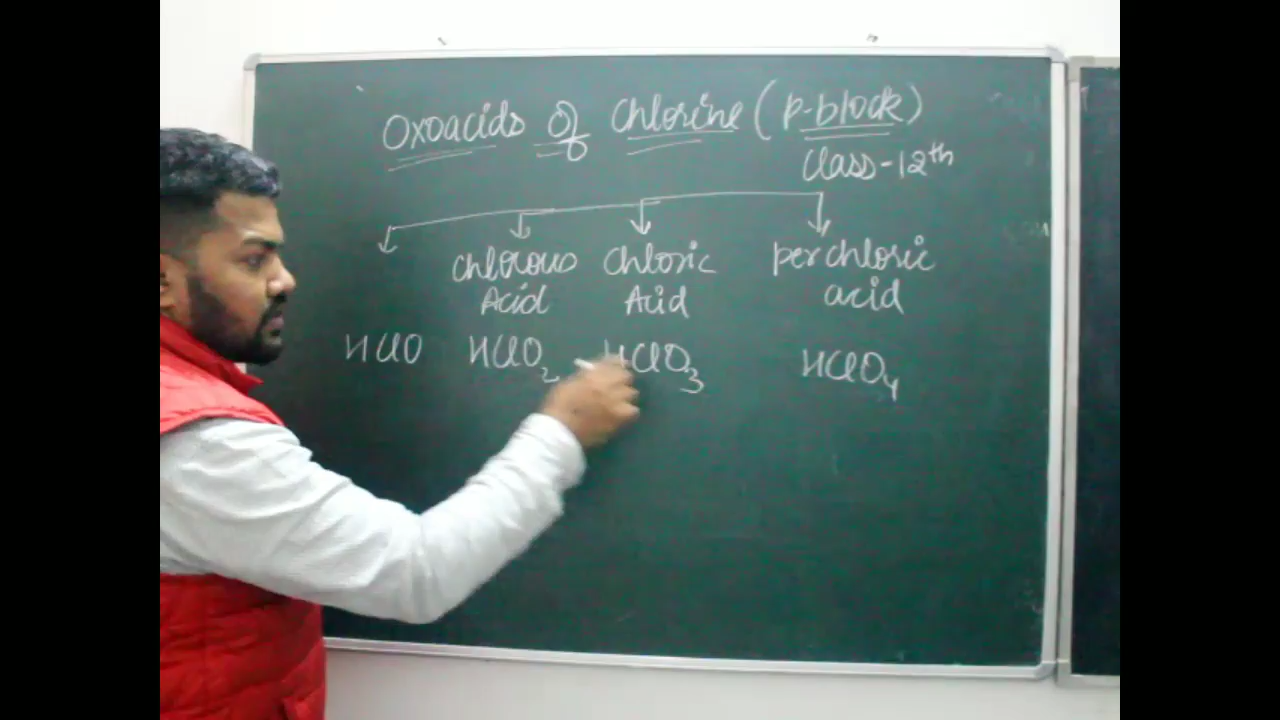 Oxoacids Of Chlorine (p-block)
Class-12th
Chlorous Chloric perchloric
Acid Acid acid
HClO HClO2 HClO3 HClO4